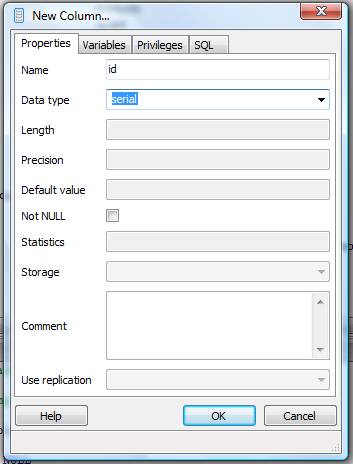 New Column...
Properties Variables Privileges SQL
Name id
Data type serial
Length
Precision
Default value
Not NULL
Statistics
Storage
Comment
Use replication
Help OK Cancel